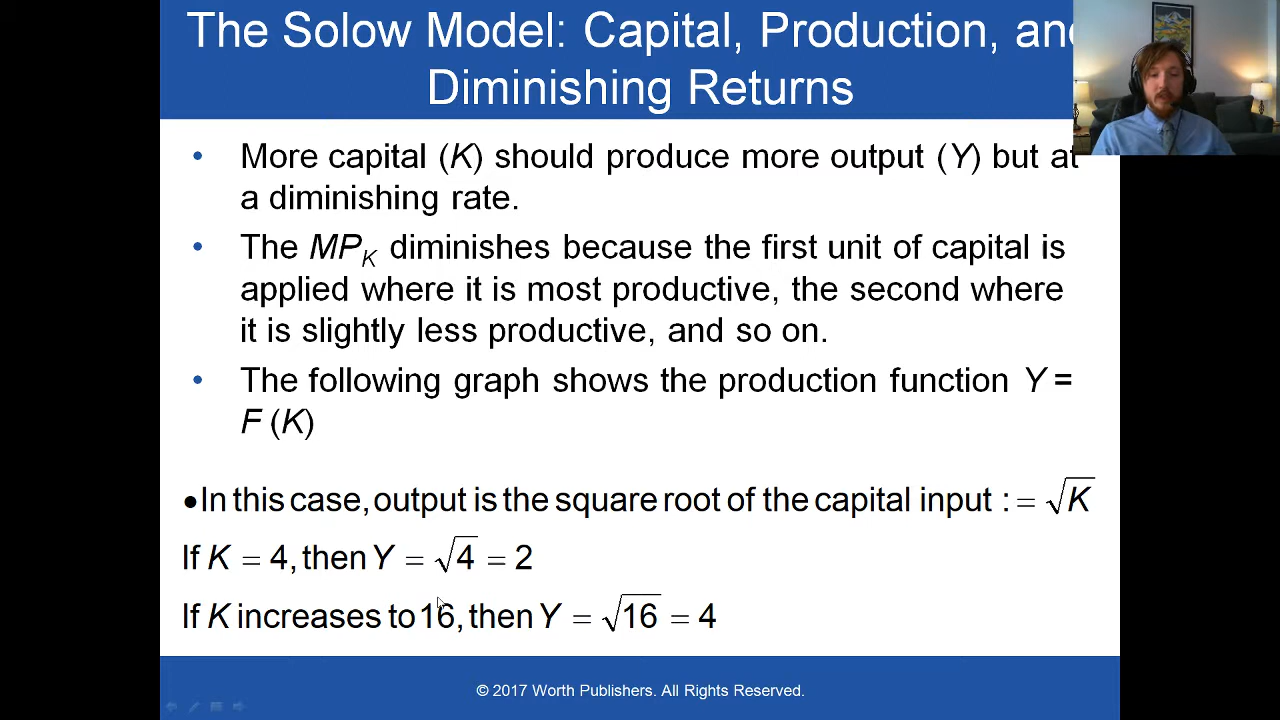 The Solow Model: Capital, Production, an
Diminishing Returns
• More capital (K) should produce more output (Y) but at
a diminishing rate.
• The MP_K diminishes because the first unit of capital is
applied where it is most productive, the second where
it is slightly less productive, and so on.
• The following graph shows the production function Y =
F (K)
•In this case, output is the square root of the capital input : = √K
If K = 4, then Y = √4 = 2
If K increases to 16, then Y = √16 = 4
© 2017 Worth Publishers. All Rights Reserved.